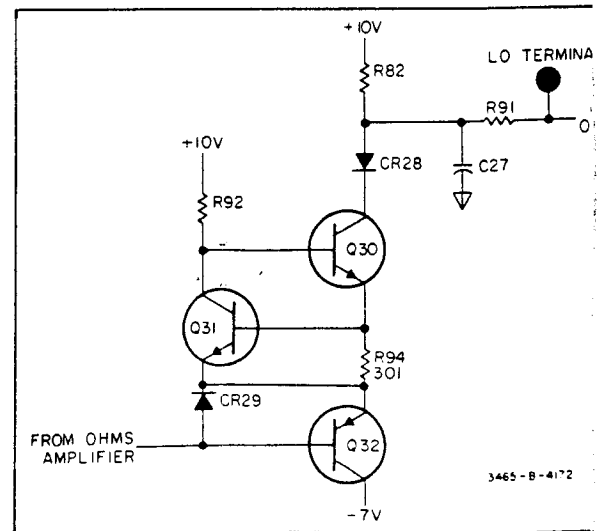 +10V
R82
LO TERMINA
R91
O
+10V
CR28
C27
R92
Q30
Q31
R94
301
CR29
FROM OHMS
AMPLIFIER
Q32
3465-B-4172
-7V